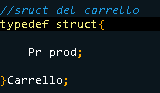 //sruct del carrello
typedef struct{
Pr prod;
}Carrello;